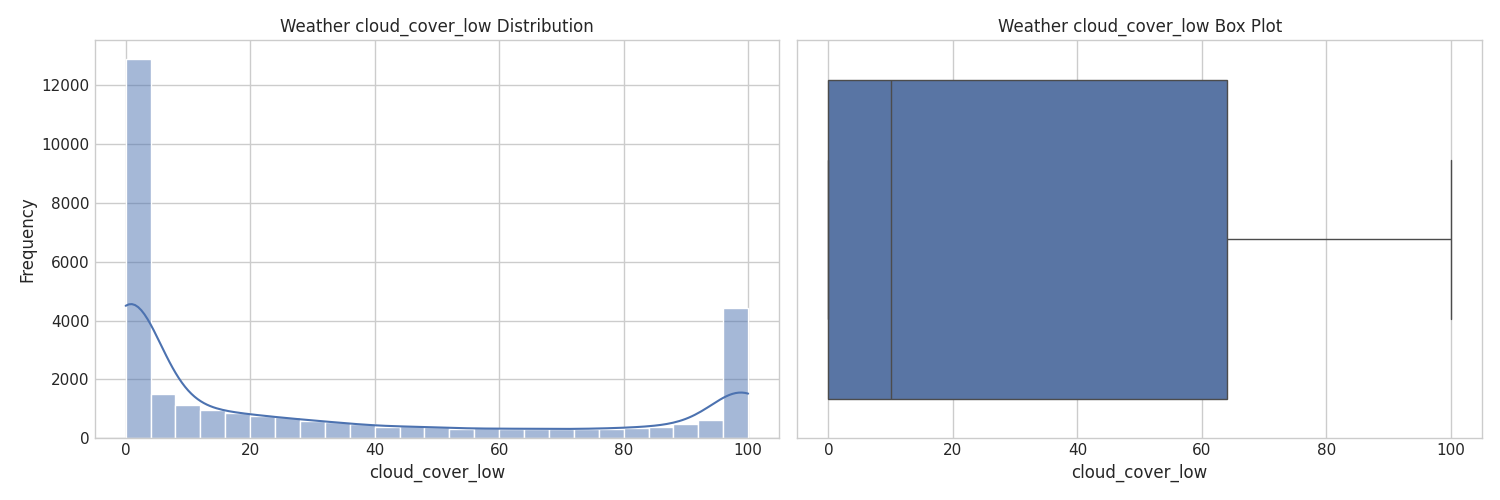 Weather cloud_cover_low Distribution
Frequency
12000
10000
8000
6000
4000
2000
0
0 20 40 60 80 100
cloud_cover_low
Weather cloud_cover_low Box Plot
0 20 40 60 80 100
cloud_cover_low